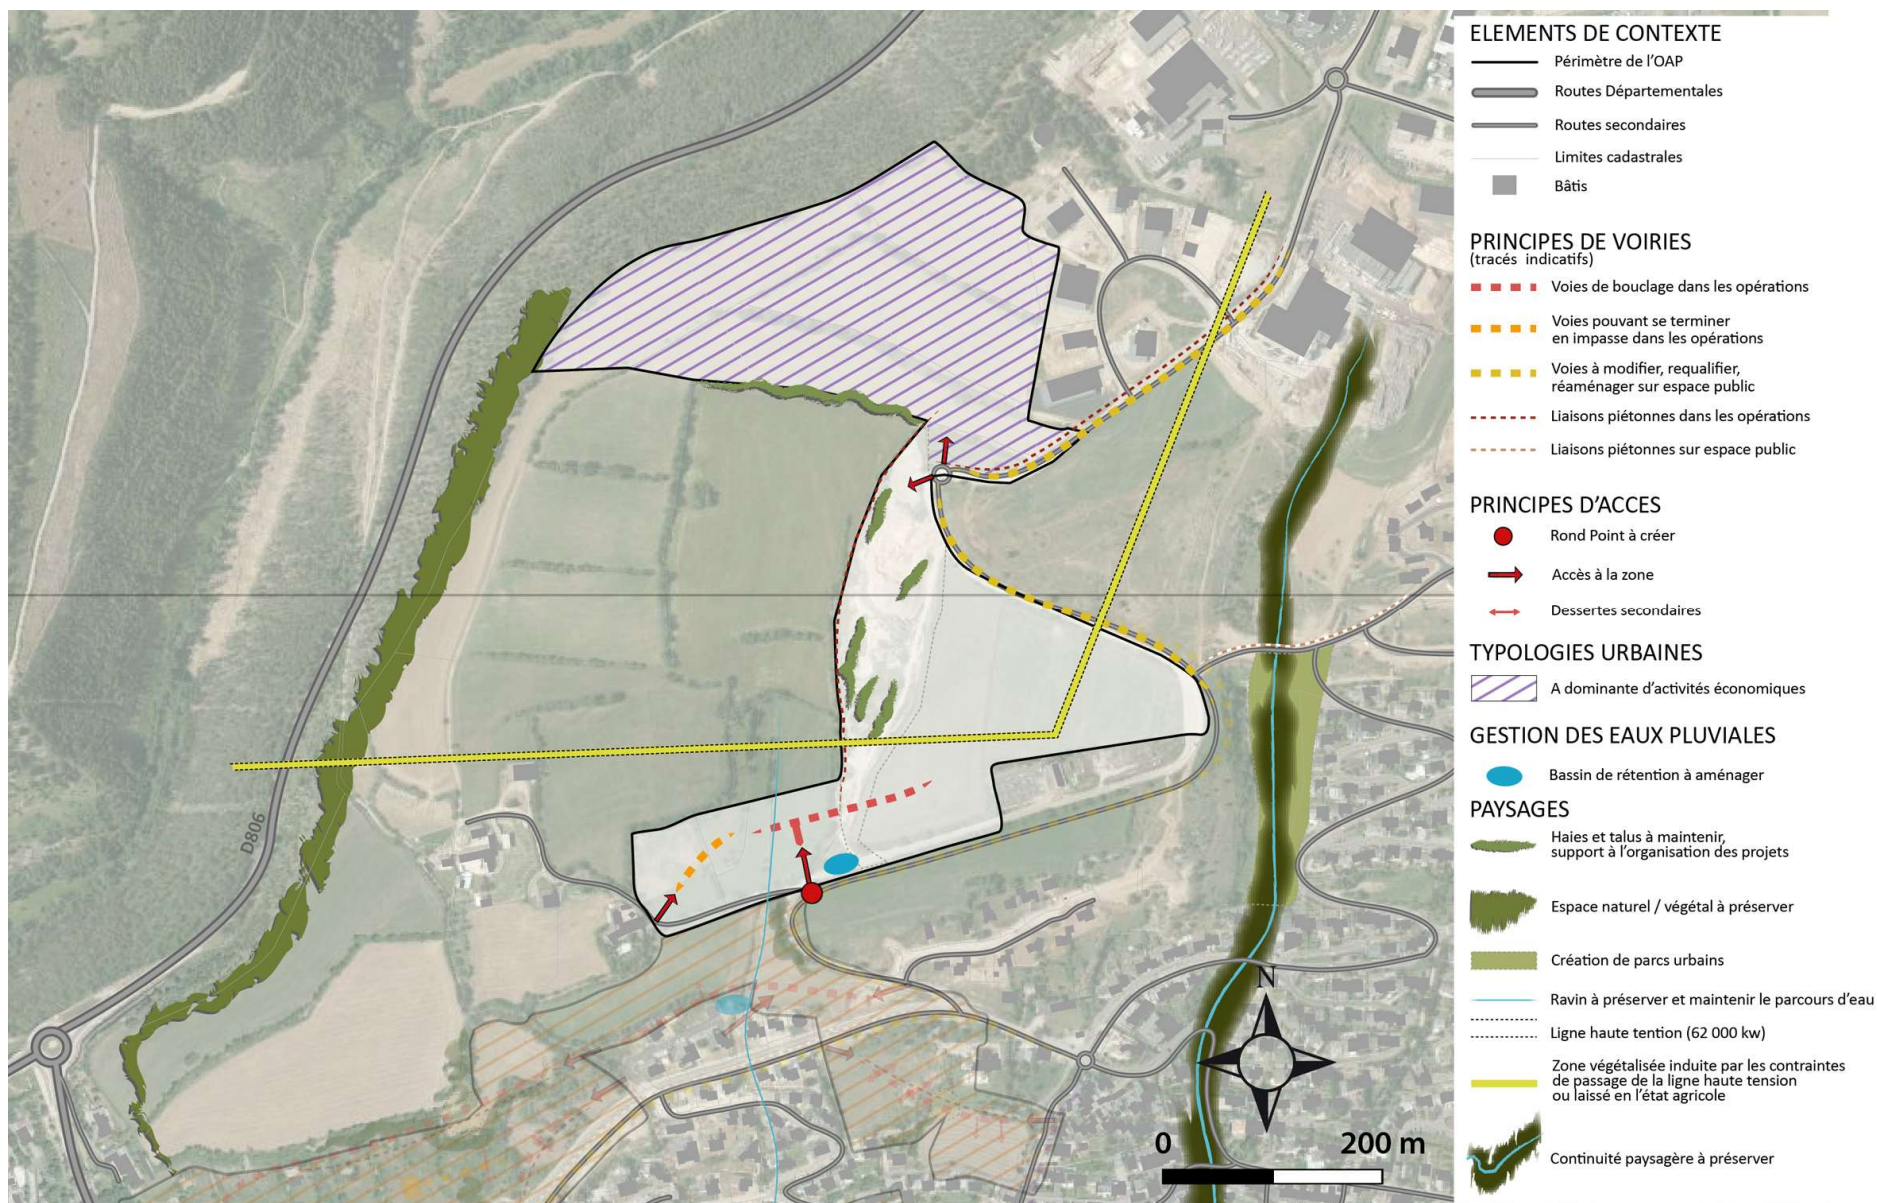 ELEMENTS DE CONTEXTE
Périmètre de l'OAP
Routes Départementales
Routes secondaires
Limites cadastrales
Bâtis
PRINCIPES DE VOIRIES
(tracés indicatifs)
Voies de bouclage dans les opérations
Voies pouvant se terminer
en impasse dans les opérations
Voies à modifier, requalifier,
réaménager sur espace public
Liaisons piétonnes dans les opérations
Liaisons piétonnes sur espace public
PRINCIPES D'ACCES
Rond Point à créer
Accès à la zone
Dessertes secondaires
TYPOLOGIES URBAINES
A dominante d'activités économiques
GESTION DES EAUX PLUVIALES
Bassin de rétention à aménager
PAYSAGES
Haies et talus à maintenir,
support à l'organisation des projets
Espace naturel / végétal à préserver
Création de parcs urbains
Ravin à préserver et maintenir le parcours d'eau
Ligne haute tention (62 000 kw)
Zone végétalisée induite par les contraintes
de passage de la ligne haute tension
ou laissé en l'état agricole
Continuité paysagère à préserver
D806
N
0 200 m